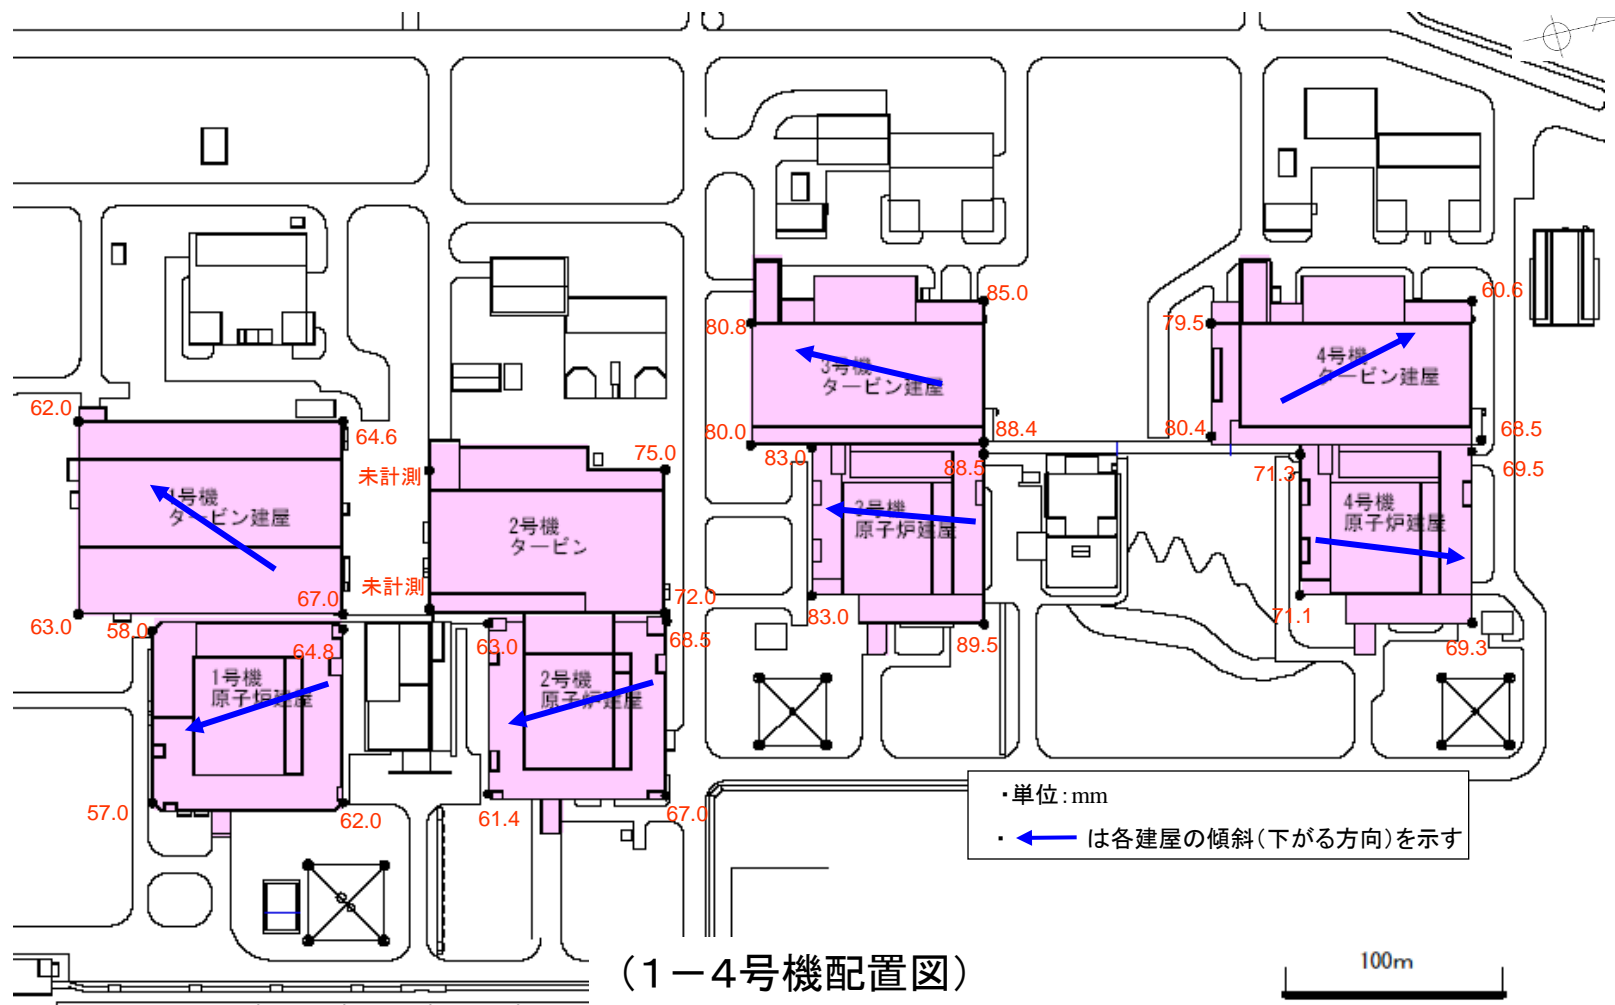 85.0
60.6
80.8
79.5
3号機
タービン建屋
4号機
タービン建屋
62.0
64.6
80.0
88.4
80.4
68.5
未計測
75.0
83.0
88.5
71.3
69.5
1号機
タービン建屋
2号機
タービン
3号機
原子炉建屋
4号機
原子炉建屋
未計測
67.0
72.0
63.0
58.0
64.8
63.0
68.5
83.0
89.5
71.1
69.3
1号機
原子炉建屋
2号機
原子炉建屋
57.0
62.0
61.4
67.0
・単位:mm
・ は各建屋の傾斜(下がる方向)を示す
(1-4号機配置図)
100m